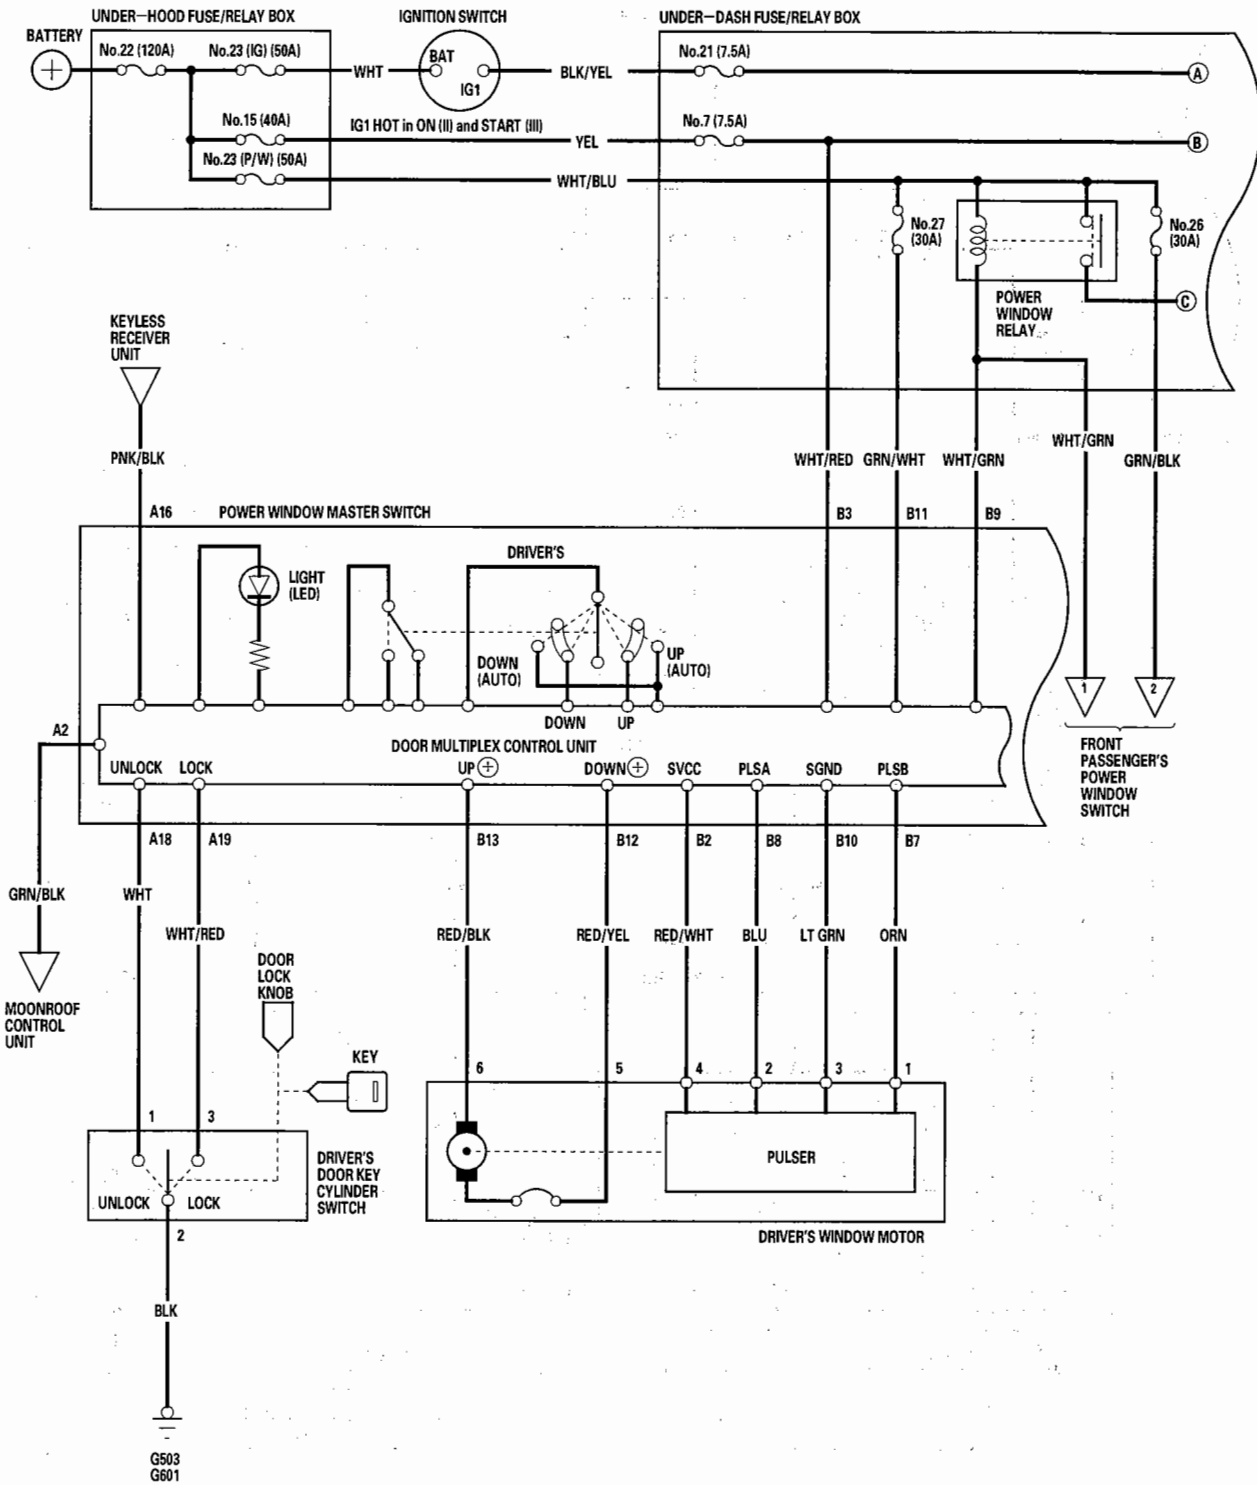 UNDER-HOOD FUSE/RELAY BOX
IGNITION SWITCH
UNDER-DASH FUSE/RELAY BOX
BATTERY
No.22 (120A)
No.23 (IG) (50A)
WHT
BAT
IG1
BLK/YEL
No.21 (7.5A)
A
No.15 (40A)
IG1 HOT in ON (II) and START (III)
YEL
No.7 (7.5A)
B
No.23 (P/W) (50A)
WHT/BLU
No.27
(30A)
No.26
(30A)
POWER
WINDOW
RELAY
C
KEYLESS
RECEIVER
UNIT
PNK/BLK
WHT/RED
GRN/WHT
WHT/GRN
WHT/GRN
GRN/BLK
A16
POWER WINDOW MASTER SWITCH
B3
B11
B9
LIGHT
(LED)
DRIVER'S
DOWN
(AUTO)
UP
(AUTO)
DOWN
UP
1
2
FRONT
PASSENGER'S
POWER
WINDOW
SWITCH
A2
DOOR MULTIPLEX CONTROL UNIT
UNLOCK
LOCK
UP +
DOWN +
SVCC
PLSA
SGND
PLSB
A18
A19
B13
B12
B2
B8
B10
B7
GRN/BLK
WHT
WHT/RED
RED/BLK
RED/YEL
RED/WHT
BLU
LT GRN
ORN
MOONROOF
CONTROL
UNIT
DOOR
LOCK
KNOB
KEY
1
3
6
5
4
2
3
1
DRIVER'S
DOOR KEY
CYLINDER
SWITCH
UNLOCK
LOCK
2
PULSER
DRIVER'S WINDOW MOTOR
BLK
G503
G601